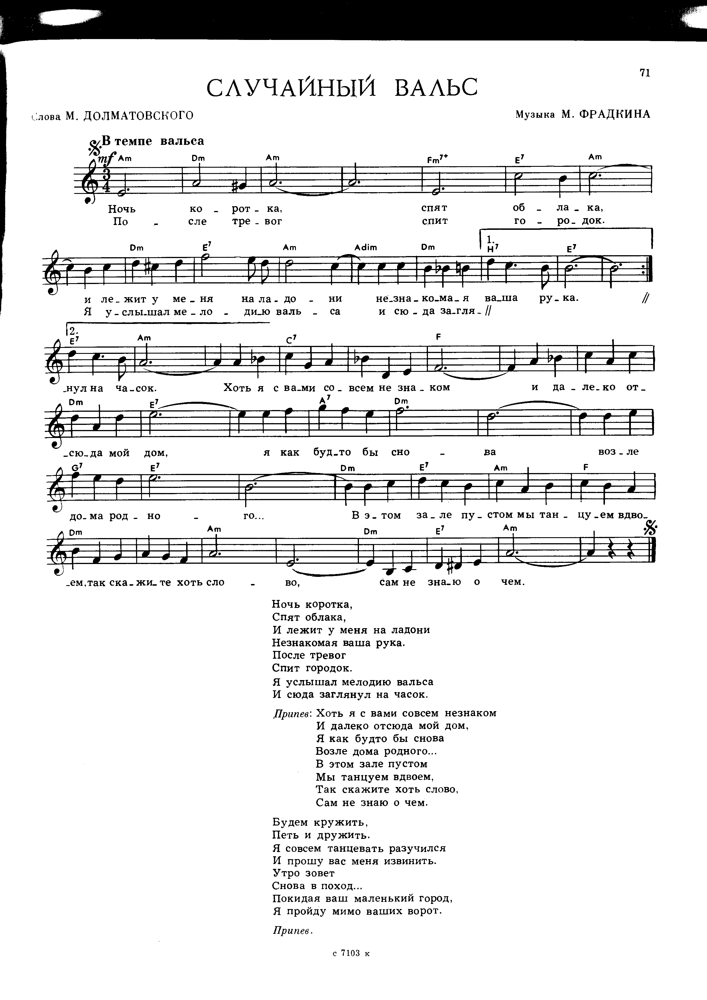 71
СЛУЧАЙНЫЙ ВАЛЬС
Слова М. ДОЛМАТОВСКОГО Музыка М. ФРАДКИНА
В темпе вальса
mf Am Dm Am Fm7+ E7 Am
3
4
Ночь ко - рот - ка, спят об - ла - ка,
По - сле тре - вог спит го - ро - док.
1.
Dm E7 Am Adim Dm H7 E7
и ле - жит у ме - ня на ла - до - ни не - зна - ко - ма - я ва - ша ру - ка. //
Я у - слы - шал ме - ло - ди - ю валь - са и сю - да за - гля - //
2.
E7 Am C7 F
- нул на ча - сок. Хоть я с ва - ми со - всем не зна - ком и да - ле - ко от -
Dm E7 A7 Dm
- сю - да мой дом, я как буд - то бы сно - ва воз - ле
G7 E7 Dm E7 Am F
до - ма род - но - го... В э - том за - ле пу - стом мы тан - цу - ем вдво -
Dm Am Dm E7 Am
- ем, так ска - жи - те хоть сло - во, сам не зна - ю о чем.
Ночь коротка,
Спят облака,
И лежит у меня на ладони
Незнакомая ваша рука.
После тревог
Спит городок.
Я услышал мелодию вальса
И сюда заглянул на часок.
Припев: Хоть я с вами совсем незнаком
И далеко отсюда мой дом,
Я как будто бы снова
Возле дома родного...
В этом зале пустом
Мы танцуем вдвоем,
Так скажите хоть слово,
Сам не знаю о чем.
Будем кружить,
Петь и дружить.
Я совсем танцевать разучился
И прошу вас меня извинить.
Утро зовет
Снова в поход...
Покидая ваш маленький город,
Я пройду мимо ваших ворот.
Припев.
с 7103 к